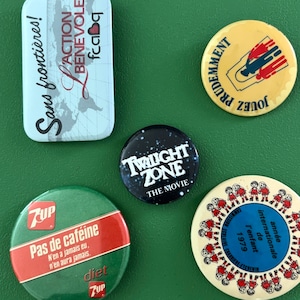 Sans frontières!
L'ACTION
BÉNÉVOLE
fcabq
JOUEZ PRUDEMMENT
TWILIGHT
ZONE
THE MOVIE
7UP
Pas de caféine
N'en a jamais eu,
n'en aura jamais.
diet
7UP
année
internationale
de
l'enfant
1979